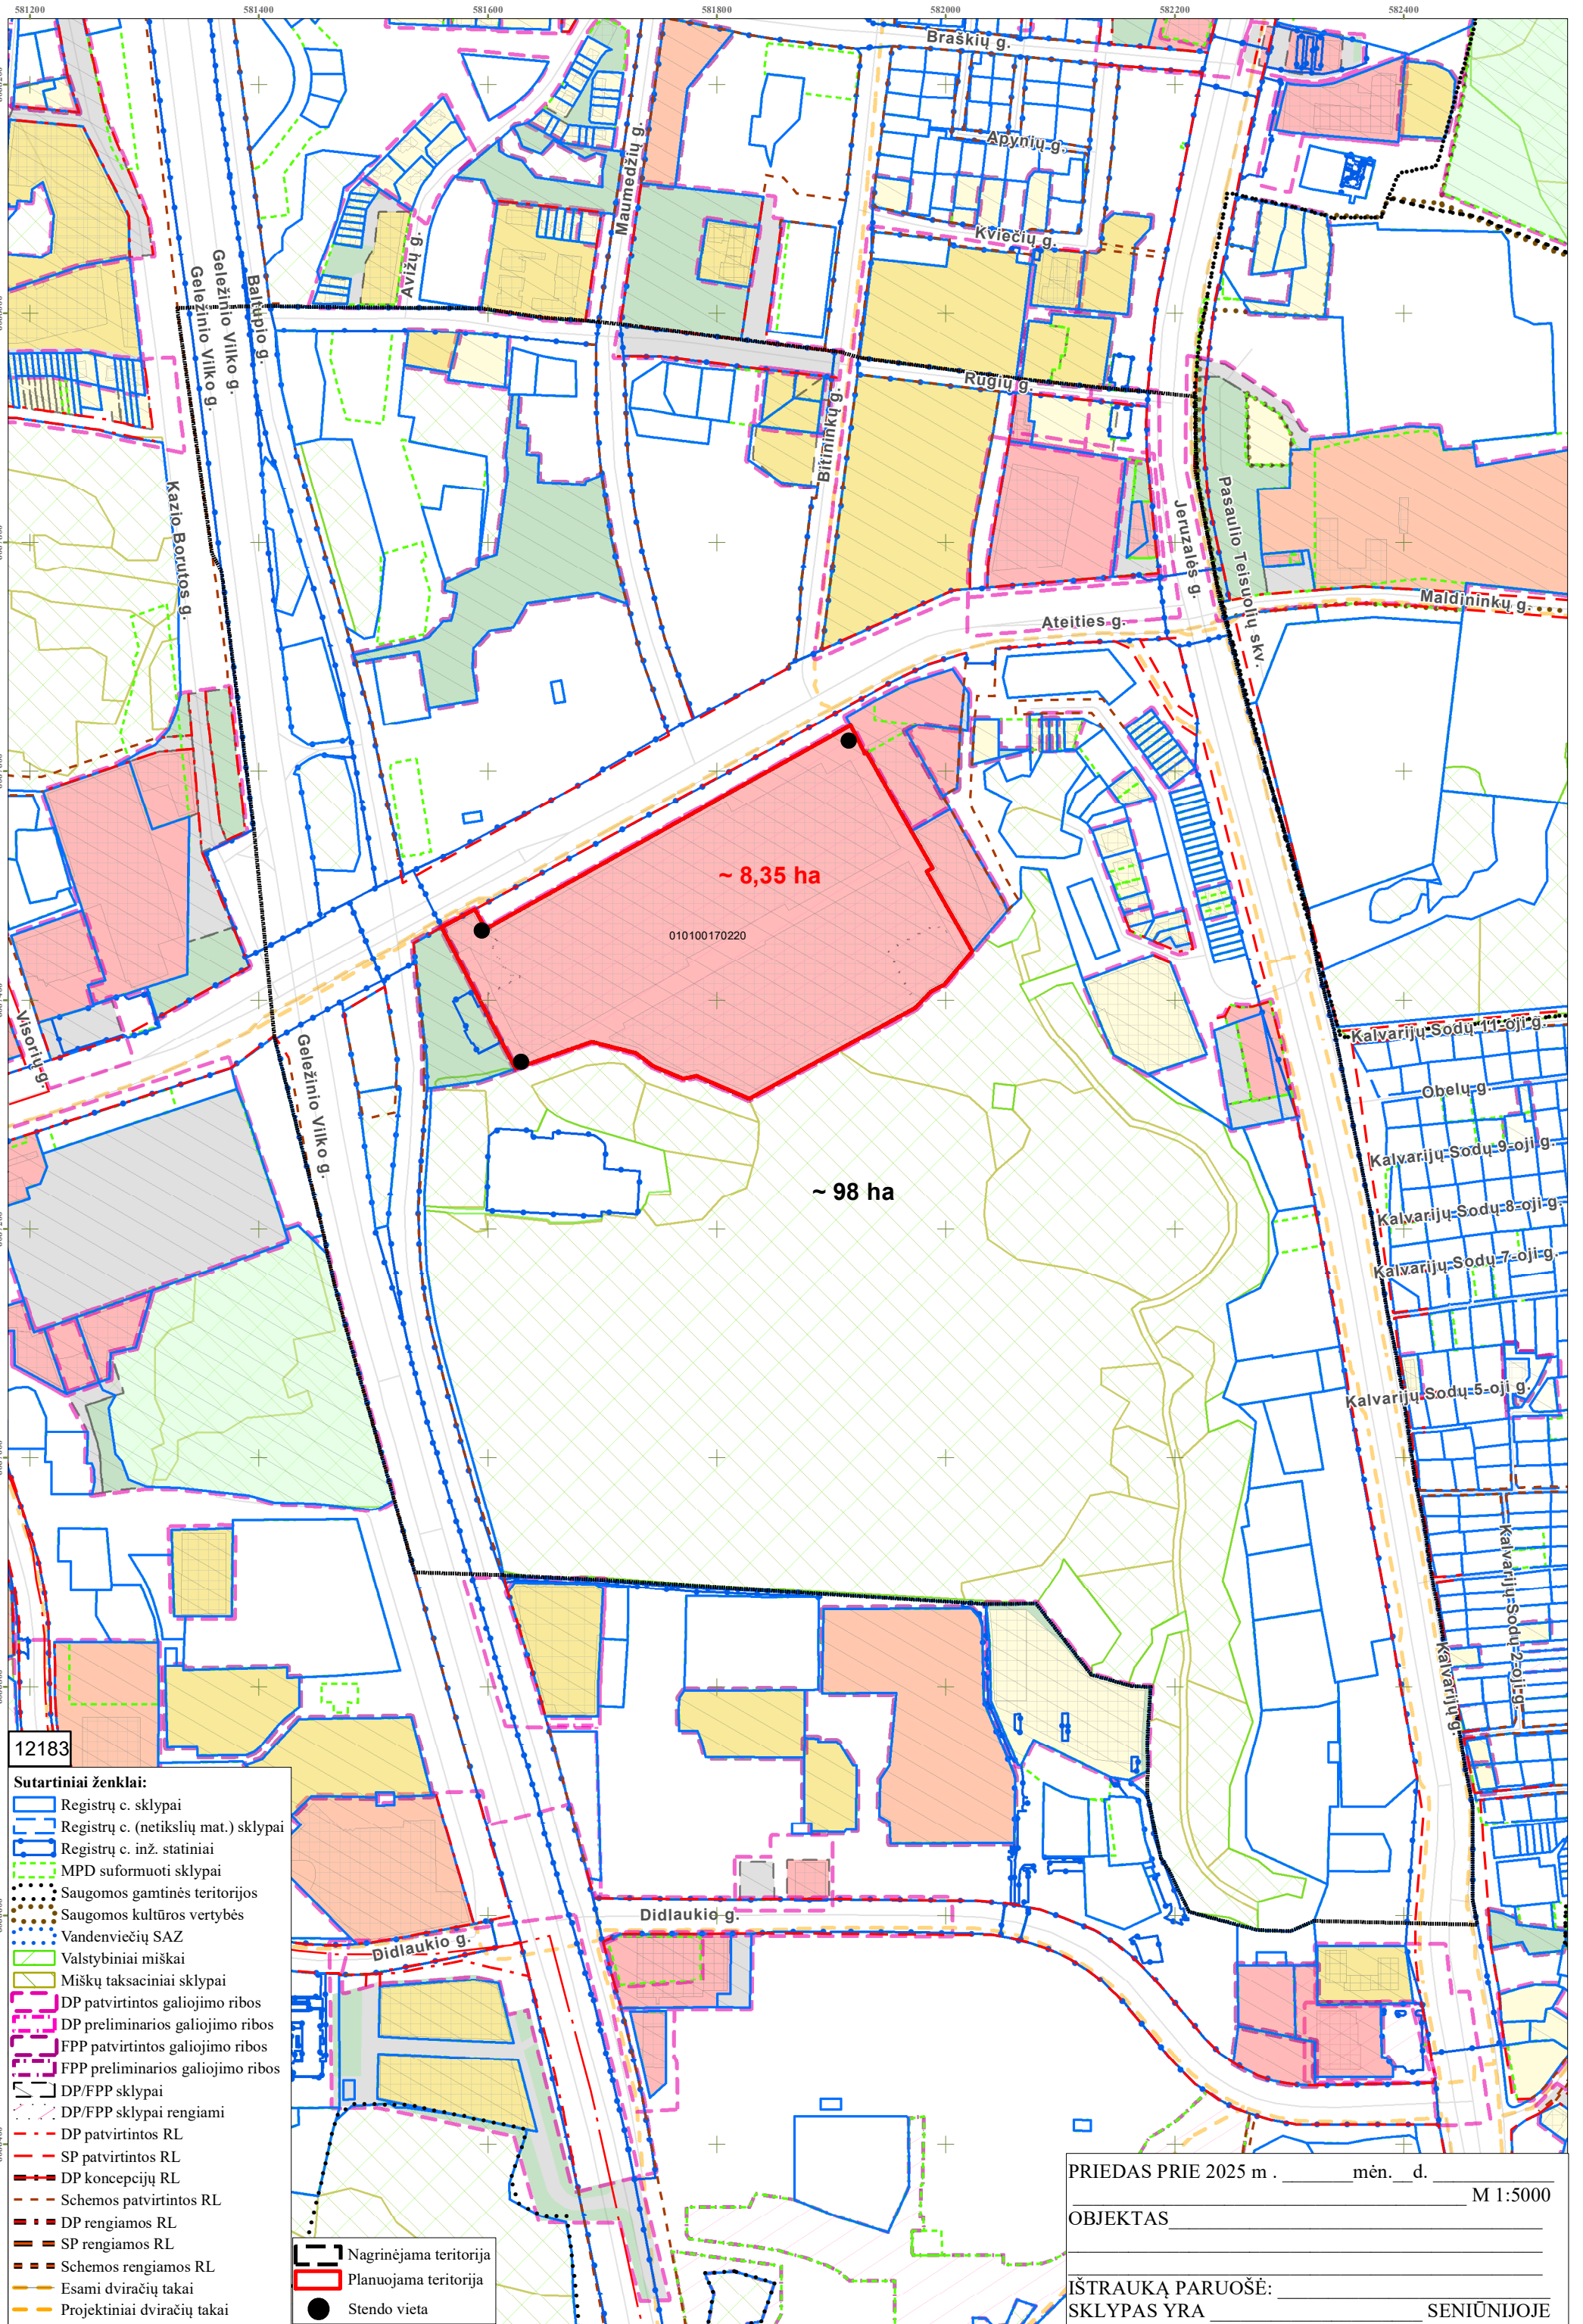 581200
581400
581600
581800
582000
582200
582400
Braškių g.
Apynių g.
Kviečių g.
Maumedžių g.
Avižų g.
Geležinio Vilko g.
Geležinio Vilko g.
Baltupio g.
Rugių g.
Bitininkų g.
Kazio Borutos g.
Jeruzalės g.
Pasaulio Teisuolių skv.
Maldininkų g.
Ateities g.
~ 8,35 ha
010100170220
Visorių g.
Geležinio Vilko g.
~ 98 ha
Kalvarijų Sodų 11-oji g.
Obelų g.
Kalvarijų Sodų 9-oji g.
Kalvarijų Sodų 8-oji g.
Kalvarijų Sodų 7-oji g.
Kalvarijų Sodų 5-oji g.
Kalvarijų Sodų 2-oji g.
Kalvarijų g.
Didlaukio g.
Didlaukio g.
12183
Sutartiniai ženklai:
Registrų c. sklypai
Registrų c. (netikslių mat.) sklypai
Registrų c. inž. statiniai
MPD suformuoti sklypai
Saugomos gamtinės teritorijos
Saugomos kultūros vertybės
Vandenviečių SAZ
Valstybiniai miškai
Miškų taksaciniai sklypai
DP patvirtintos galiojimo ribos
DP preliminarios galiojimo ribos
FPP patvirtintos galiojimo ribos
FPP preliminarios galiojimo ribos
DP/FPP sklypai
DP/FPP sklypai rengiami
DP patvirtintos RL
SP patvirtintos RL
DP koncepcijų RL
Schemos patvirtintos RL
DP rengiamos RL
SP rengiamos RL
Schemos rengiamos RL
Esami dviračių takai
Projektiniai dviračių takai
Nagrinėjama teritorija
Planuojama teritorija
Stendo vieta
PRIEDAS PRIE 2025 m . _______mėn.__d. ____________
_______________________________________ M 1:5000
OBJEKTAS_____________________________________
IŠTRAUKĄ PARUOŠĖ: ___________________________
SKLYPAS YRA _____________________ SENIŪNIJOJE